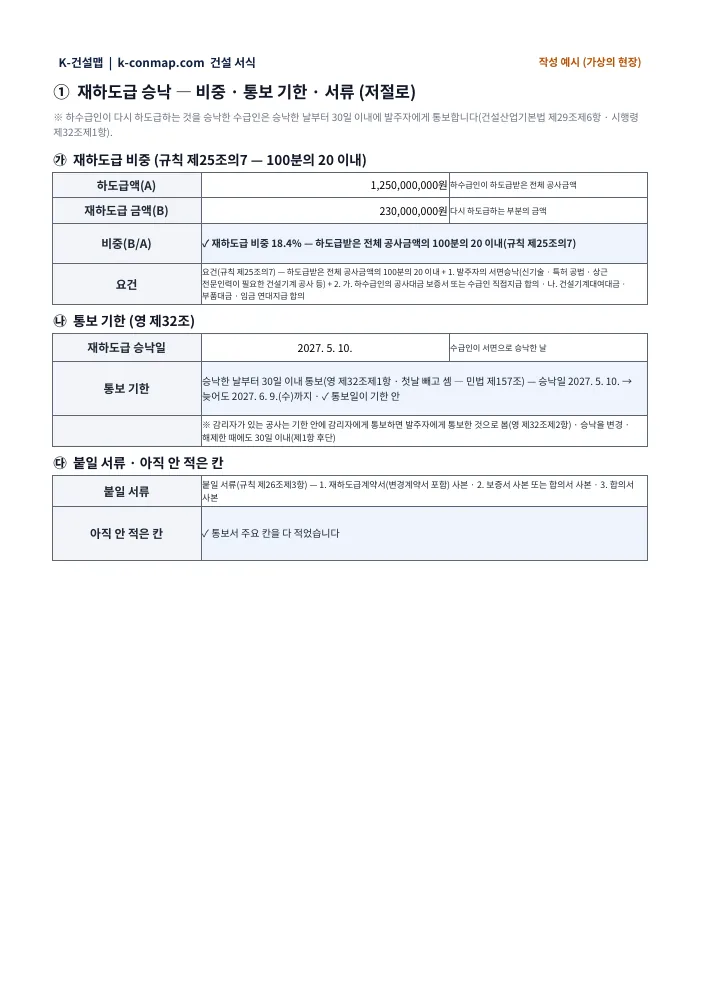 K-건설맵 | k-conmap.com 건설 서식
작성 예시 (가상의 현장)
① 재하도급 승낙 — 비중 · 통보 기한 · 서류 (저절로)
※ 하수급인이 다시 하도급하는 것을 승낙한 수급인은 승낙한 날부터 30일 이내에 발주자에게 통보합니다(건설산업기본법 제29조제6항 · 시행령
제32조제1항).
㉮ 재하도급 비중 (규칙 제25조의7 — 100분의 20 이내)
하도급액(A) 1,250,000,000원 하수급인이 하도급받은 전체 공사금액
재하도급 금액(B) 230,000,000원 다시 하도급하는 부분의 금액
비중(B/A) ✓ 재하도급 비중 18.4% — 하도급받은 전체 공사금액의 100분의 20 이내(규칙 제25조의7)
요건 요건(규칙 제25조의7) — 하도급받은 전체 공사금액의 100분의 20 이내 + 1. 발주자의 서면승낙(신기술 · 특허 공법 · 상근
전문인력이 필요한 건설기계 공사 등) + 2. 가. 하수급인의 공사대금 보증서 또는 수급인 직접지급 합의 · 나. 건설기계대여대금 ·
부품대금 · 임금 연대지급 합의
㉯ 통보 기한 (영 제32조)
재하도급 승낙일 2027. 5. 10. 수급인이 서면으로 승낙한 날
통보 기한 승낙한 날부터 30일 이내 통보(영 제32조제1항 · 첫날 빼고 셈 — 민법 제157조) — 승낙일 2027. 5. 10. →
늦어도 2027. 6. 9.(수)까지 · ✓ 통보일이 기한 안
※ 감리자가 있는 공사는 기한 안에 감리자에게 통보하면 발주자에게 통보한 것으로 봄(영 제32조제2항) · 승낙을 변경 ·
해제한 때에도 30일 이내(제1항 후단)
㉰ 붙일 서류 · 아직 안 적은 칸
붙일 서류 붙일 서류(규칙 제26조제3항) — 1. 재하도급계약서(변경계약서 포함) 사본 · 2. 보증서 사본 또는 합의서 사본 · 3. 합의서
사본
아직 안 적은 칸 ✓ 통보서 주요 칸을 다 적었습니다